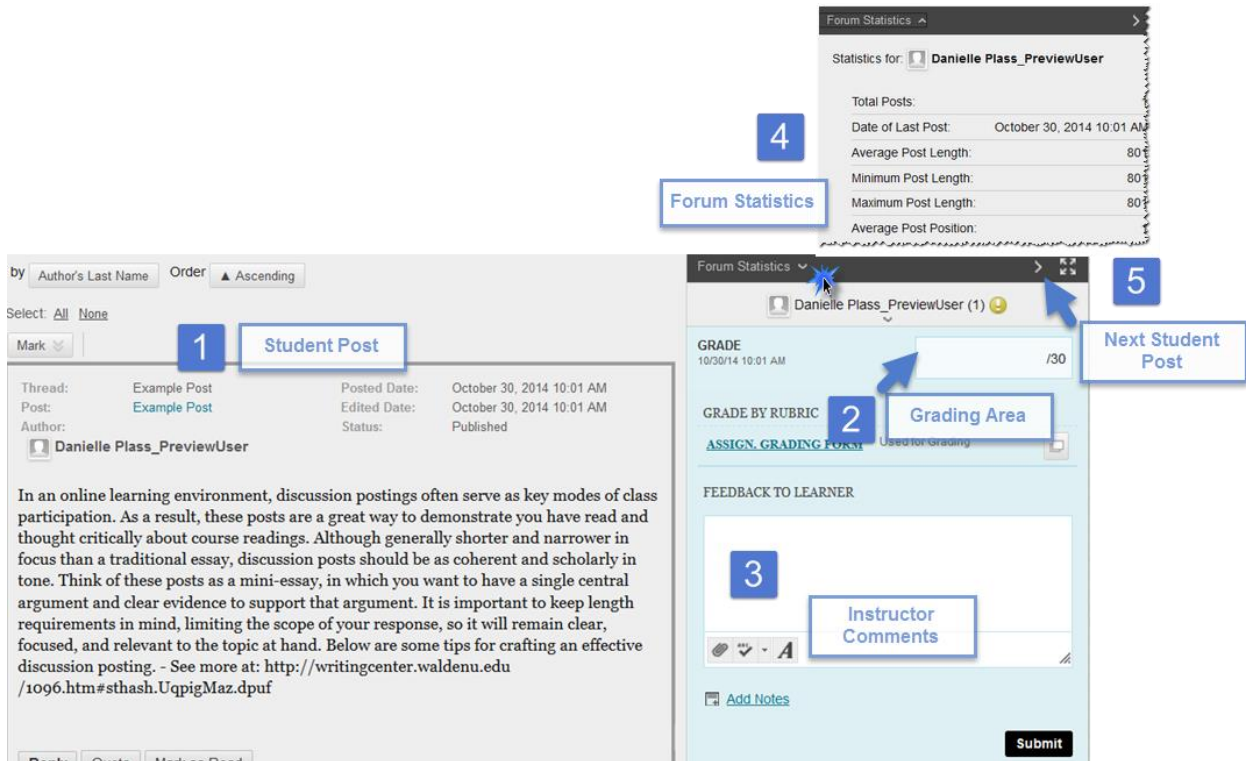 Forum Statistics
Statistics for: Danielle Plass_PreviewUser
Total Posts:
Date of Last Post: October 30, 2014 10:01 AM
Average Post Length: 801
Minimum Post Length: 801
Maximum Post Length: 801
Average Post Position:
4
Forum Statistics
by Author's Last Name Order ▲ Ascending
Select: All None
Mark
1
Student Post
Thread: Example Post Posted Date: October 30, 2014 10:01 AM
Post: Example Post Edited Date: October 30, 2014 10:01 AM
Author: Status: Published
Danielle Plass_PreviewUser
In an online learning environment, discussion postings often serve as key modes of class
participation. As a result, these posts are a great way to demonstrate you have read and
thought critically about course readings. Although generally shorter and narrower in
focus than a traditional essay, discussion posts should be as coherent and scholarly in
tone. Think of these posts as a mini-essay, in which you want to have a single central
argument and clear evidence to support that argument. It is important to keep length
requirements in mind, limiting the scope of your response, so it will remain clear,
focused, and relevant to the topic at hand. Below are some tips for crafting an effective
discussion posting. - See more at: http://writingcenter.waldenu.edu
/1096.htm#sthash.UqpigMaz.dpuf
Reply Quote Mark as Read
Forum Statistics
Danielle Plass_PreviewUser (1)
5
Next Student
Post
GRADE
10/30/14 10:01 AM
/30
2
Grading Area
GRADE BY RUBRIC
ASSIGN. GRADING FORM Used for Grading
FEEDBACK TO LEARNER
3
Instructor
Comments
ABC
A
Add Notes
Submit